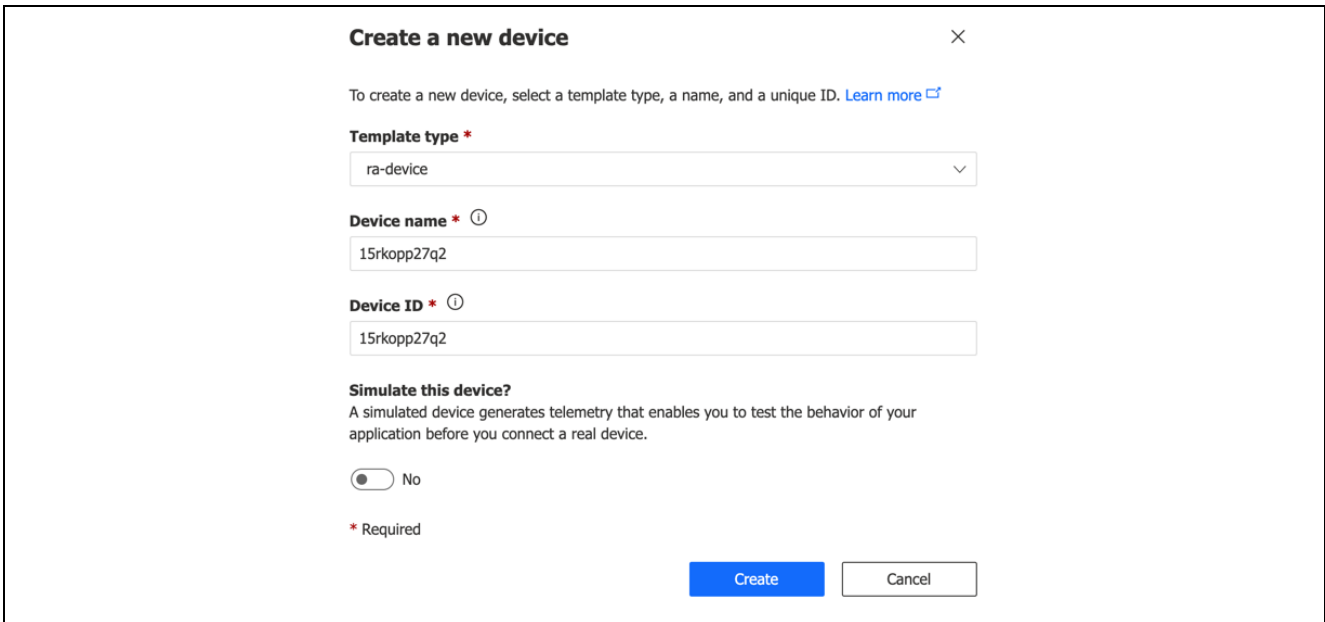 Create a new device
To create a new device, select a template type, a name, and a unique ID. Learn more
Template type *
ra-device
Device name *
15rkopp27q2
Device ID *
15rkopp27q2
Simulate this device?
A simulated device generates telemetry that enables you to test the behavior of your
application before you connect a real device.
No
* Required
Create Cancel